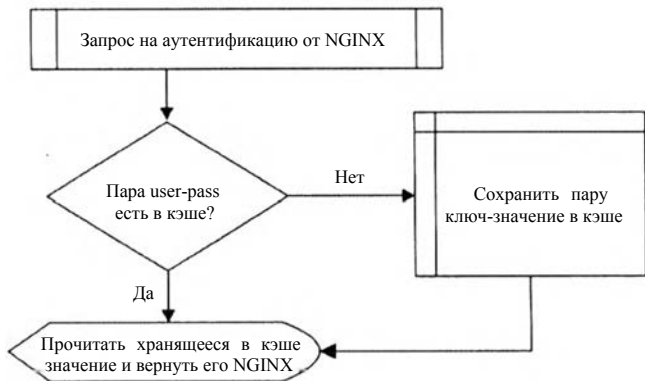 Запрос на аутентификацию от NGINX
Пара user-pass
есть в кэше?
Нет
Сохранить пару
ключ-значение в кэше
Да
Прочитать хранящееся в кэше
значение и вернуть его NGINX